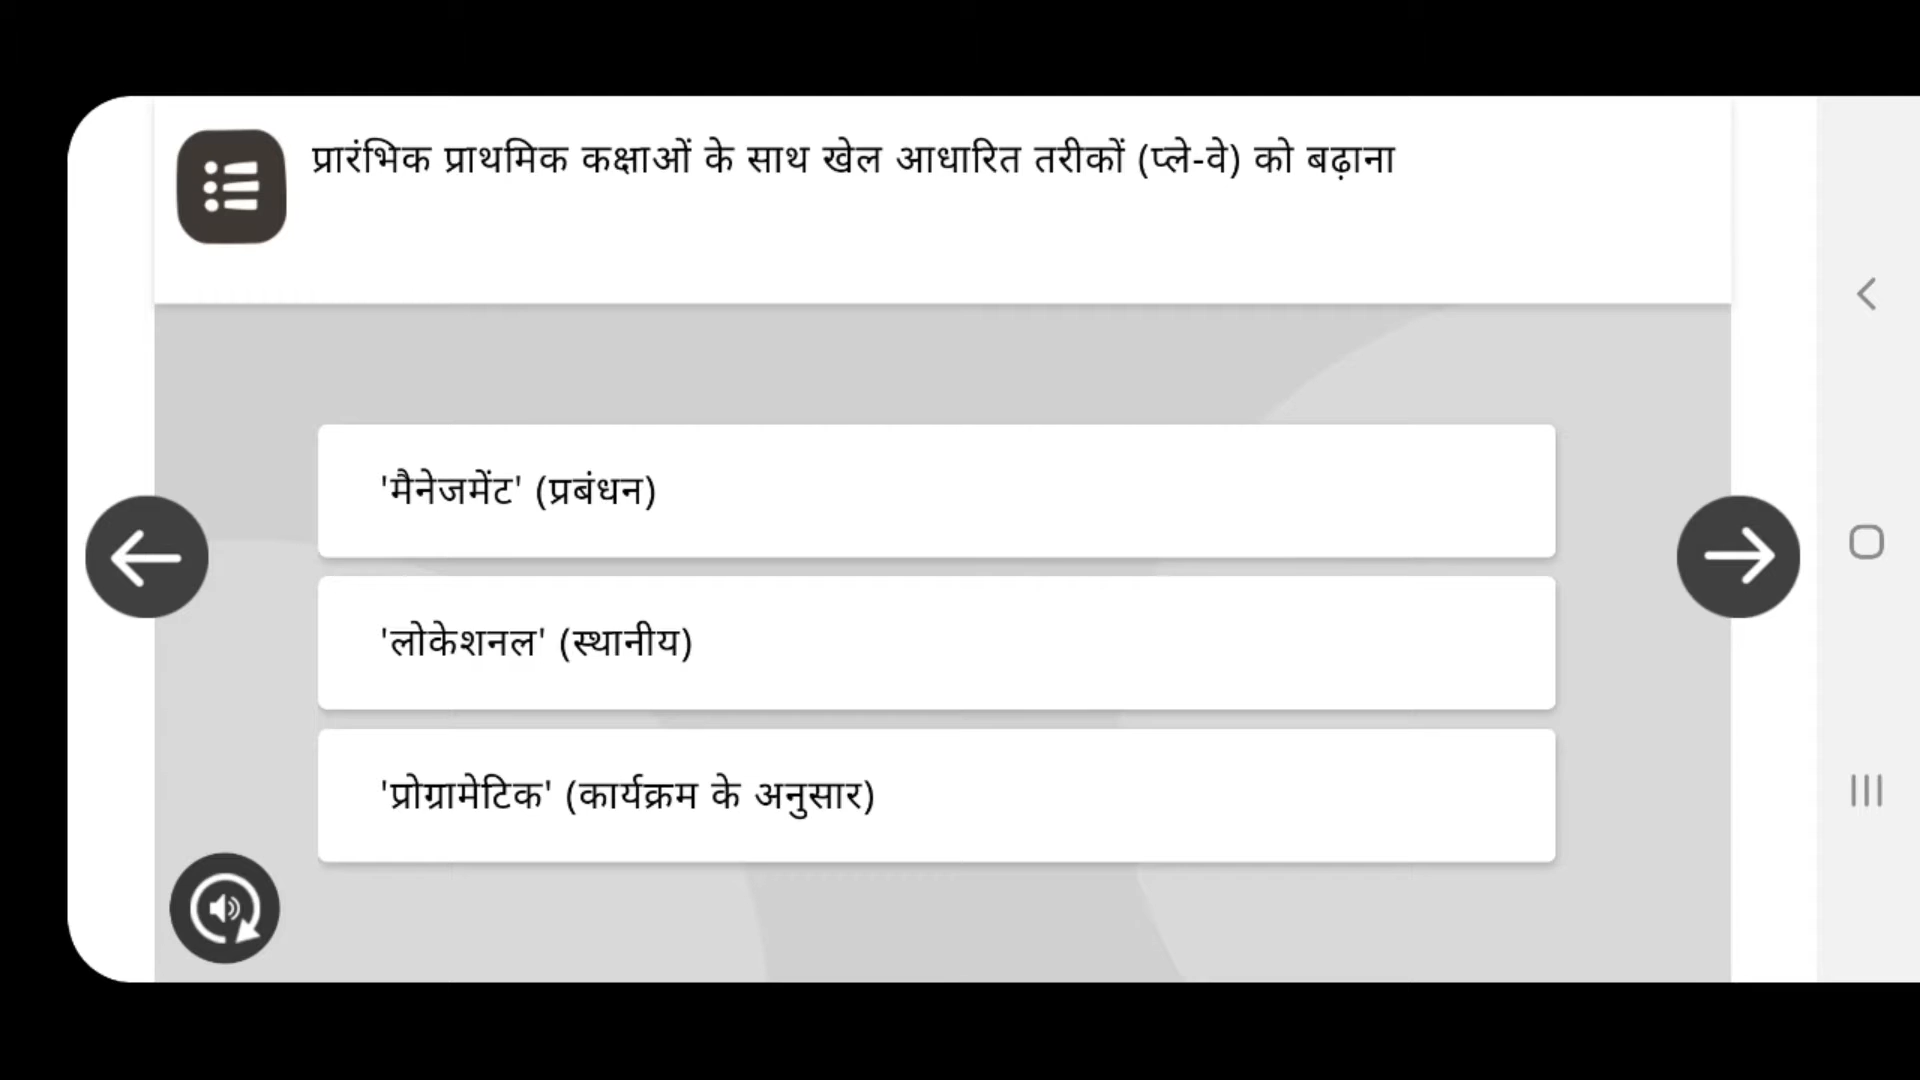 प्रारंभिक प्राथमिक कक्षाओं के साथ खेल आधारित तरीकों (प्ले-वे) को बढ़ाना
'मैनेजमेंट' (प्रबंधन)
'लोकेशनल' (स्थानीय)
'प्रोग्रामेटिक' (कार्यक्रम के अनुसार)